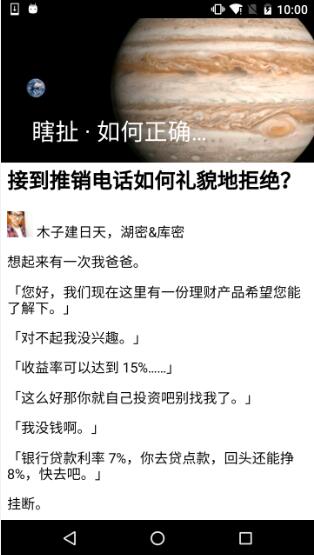 10:00
瞎扯 · 如何正确...
接到推销电话如何礼貌地拒绝？
木子建日天，湖密&库密
想起来有一次我爸爸。
「您好，我们现在这里有一份理财产品希望您能
了解下。」
「对不起我没兴趣。」
「收益率可以达到 15%……」
「这么好那你就自己投资吧别找我了。」
「我没钱啊。」
「银行贷款利率 7%，你去贷点款，回头还能挣
8%，快去吧。」
挂断。